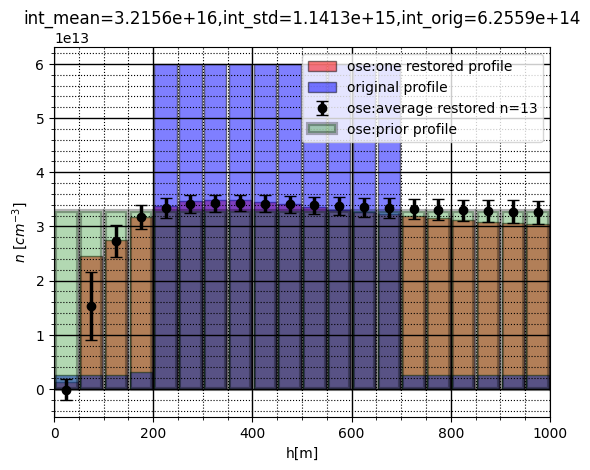 int_mean=3.2156e+16,int_std=1.1413e+15,int_orig=6.2559e+14
1e13
ose:one restored profile
original profile
ose:average restored n=13
ose:prior profile
6
5
4
3
2
1
0
n [cm⁻³]
0 200 400 600 800 1000
h[m]